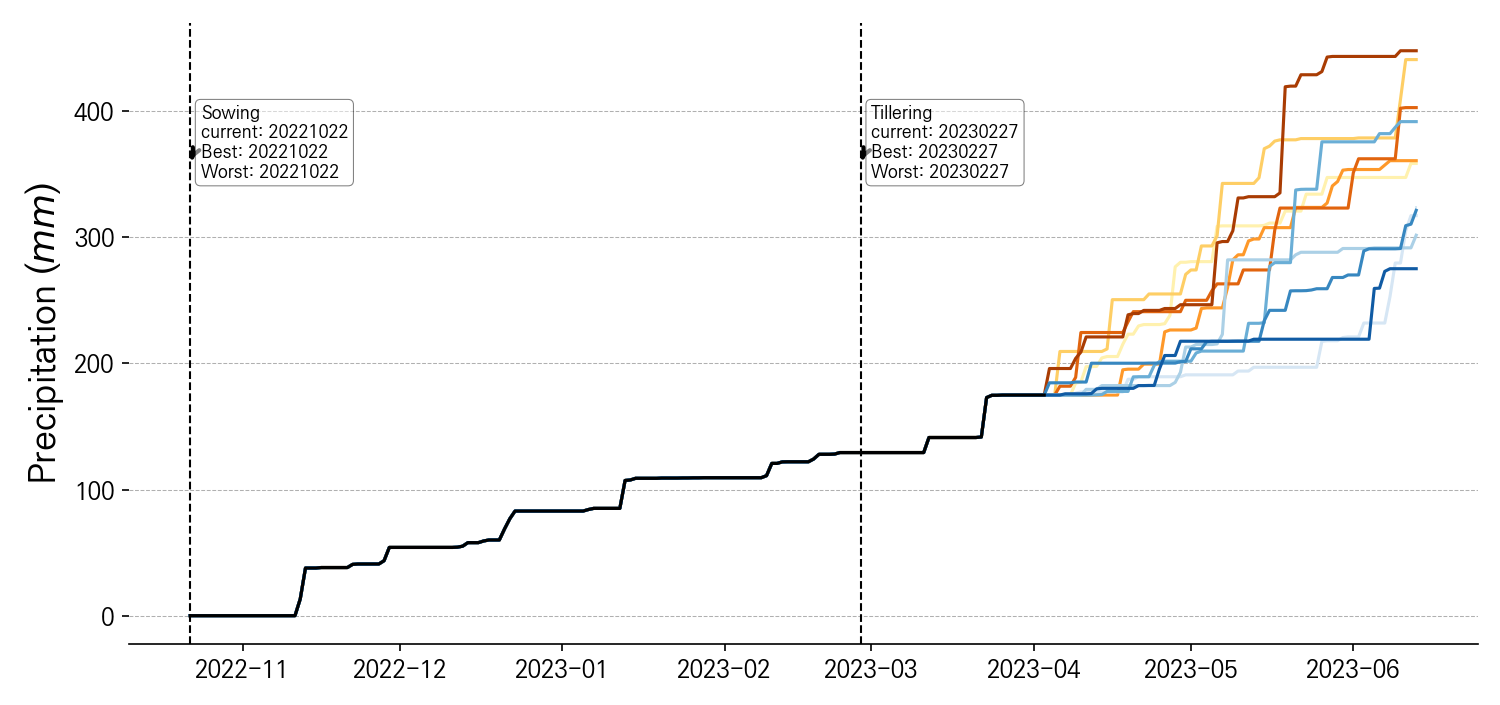 Precipitation (mm)
400
300
200
100
0
Sowing
current: 20221022
Best: 20221022
Worst: 20221022
Tillering
current: 20230227
Best: 20230227
Worst: 20230227
2022−11
2022−12
2023−01
2023−02
2023−03
2023−04
2023−05
2023−06